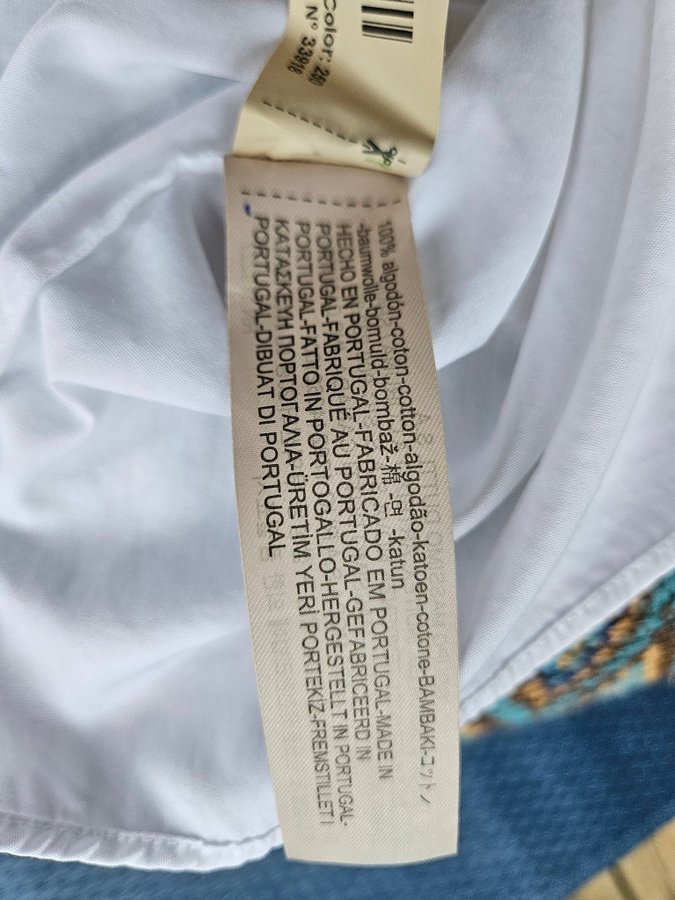 Color: 250
Nº 33918
100% algodón-coton-cotton-algodão-katoen-cotone-BAMBAKI-コットン
-baumwolle-bomuld-bombaž-棉 -면 -katun
HECHO EN PORTUGAL-FABRICADO EM PORTUGAL-MADE IN
PORTUGAL-FABRIQUÉ AU PORTUGAL-GEFABRICEERD IN
PORTUGAL-FATTO IN PORTOGALLO-HERGESTELLT IN PORTUGAL-
ΚΑΤΑΣΚΕΥΗ ΠΟΡΤΟΓΑΛΙΑ-ÜRETİM YERİ PORTEKİZ-FREMSTILLET I
PORTUGAL-DIBUAT DI PORTUGAL